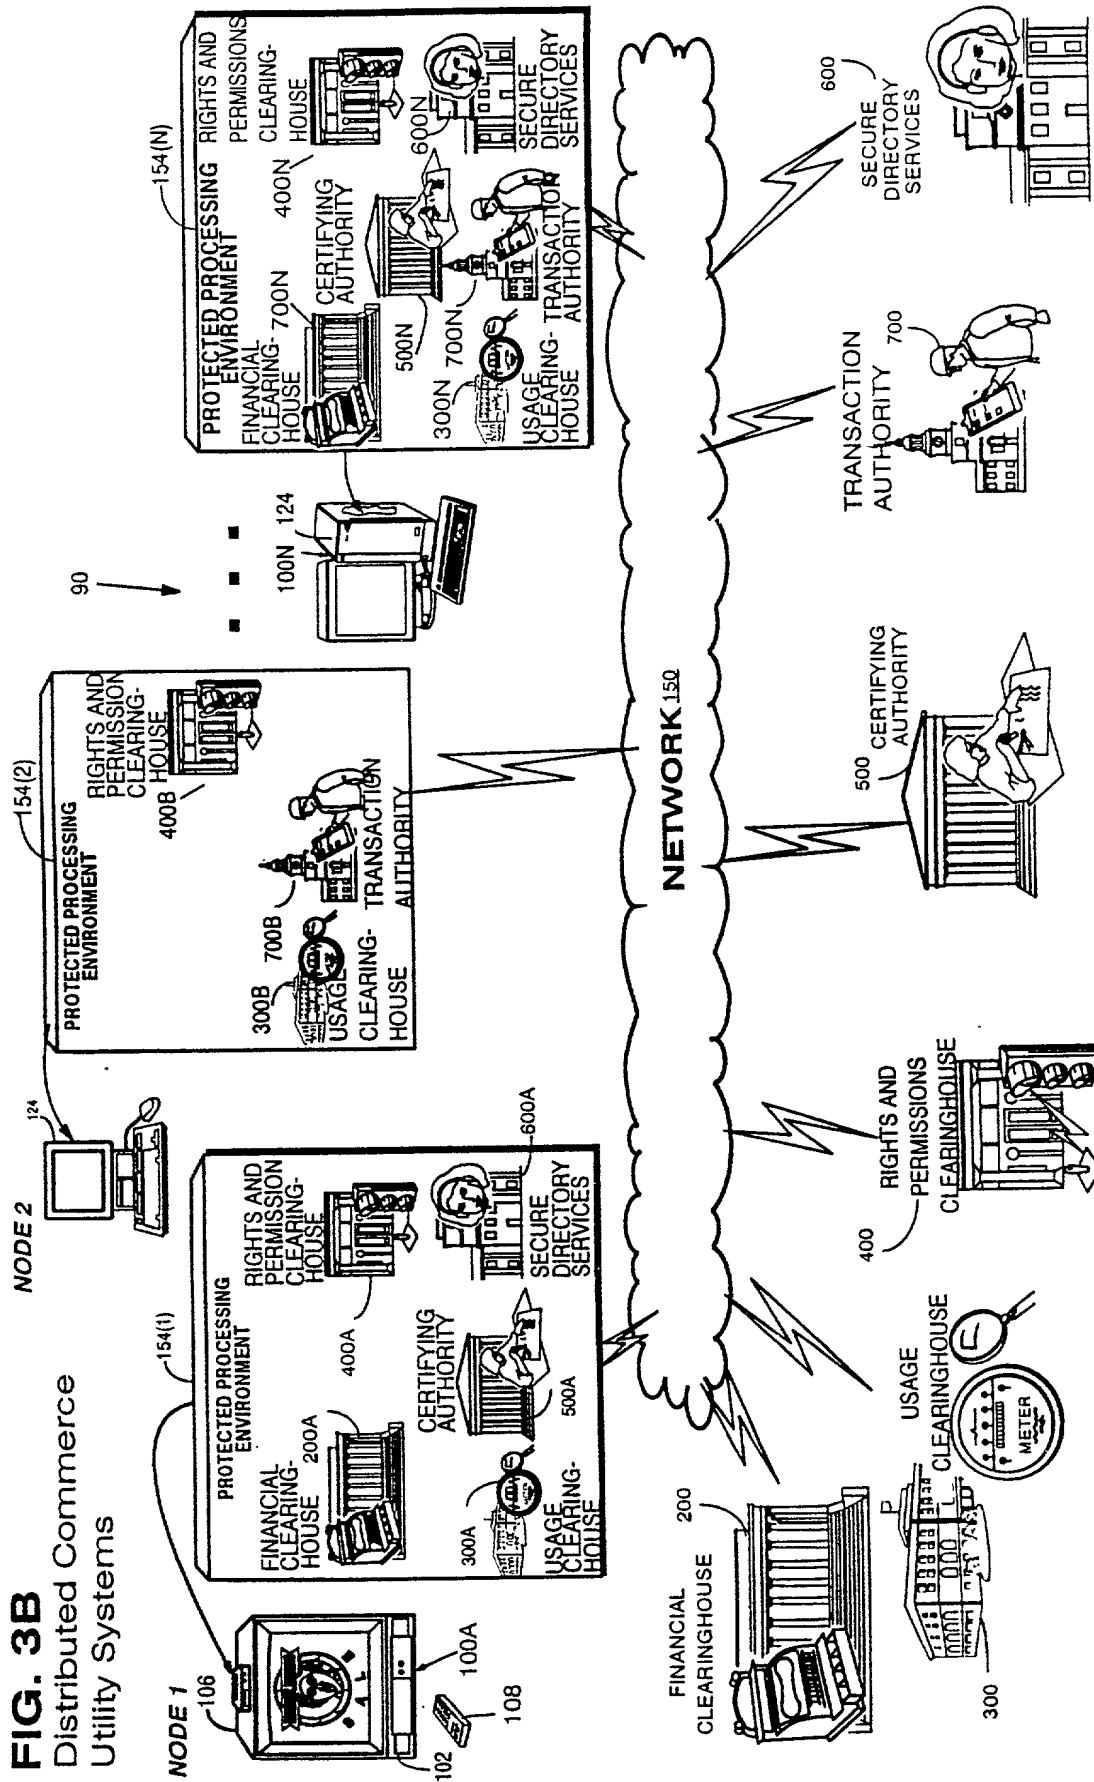 FIG. 3B
Distributed Commerce
Utility Systems
NODE 1
106
102
108
100A
154(1)
PROTECTED PROCESSING
ENVIRONMENT
FINANCIAL
CLEARING-
HOUSE
200A
RIGHTS AND
PERMISSION
CLEARING-
HOUSE
400A
CERTIFYING
AUTHORITY
500A
300A
USAGE
CLEARING-
HOUSE
SECURE
DIRECTORY
SERVICES
600A
NODE 2
124
154(2)
PROTECTED PROCESSING
ENVIRONMENT
RIGHTS AND
PERMISSION
CLEARING-
HOUSE
400B
300B
USAGE
CLEARING-
HOUSE
700B
TRANSACTION
AUTHORITY
90
100N
124
154(N)
PROTECTED PROCESSING
ENVIRONMENT
FINANCIAL
CLEARING-
HOUSE
700N
RIGHTS AND
PERMISSIONS
CLEARING-
HOUSE
400N
CERTIFYING
AUTHORITY
500N
600N
SECURE
DIRECTORY
SERVICES
300N
USAGE
CLEARING-
HOUSE
700N
TRANSACTION
AUTHORITY
NETWORK 150
FINANCIAL
CLEARINGHOUSE
200
300
USAGE
CLEARINGHOUSE
METER
400
RIGHTS AND
PERMISSIONS
CLEARINGHOUSE
500
CERTIFYING
AUTHORITY
TRANSACTION
AUTHORITY
700
SECURE
DIRECTORY
SERVICES
600